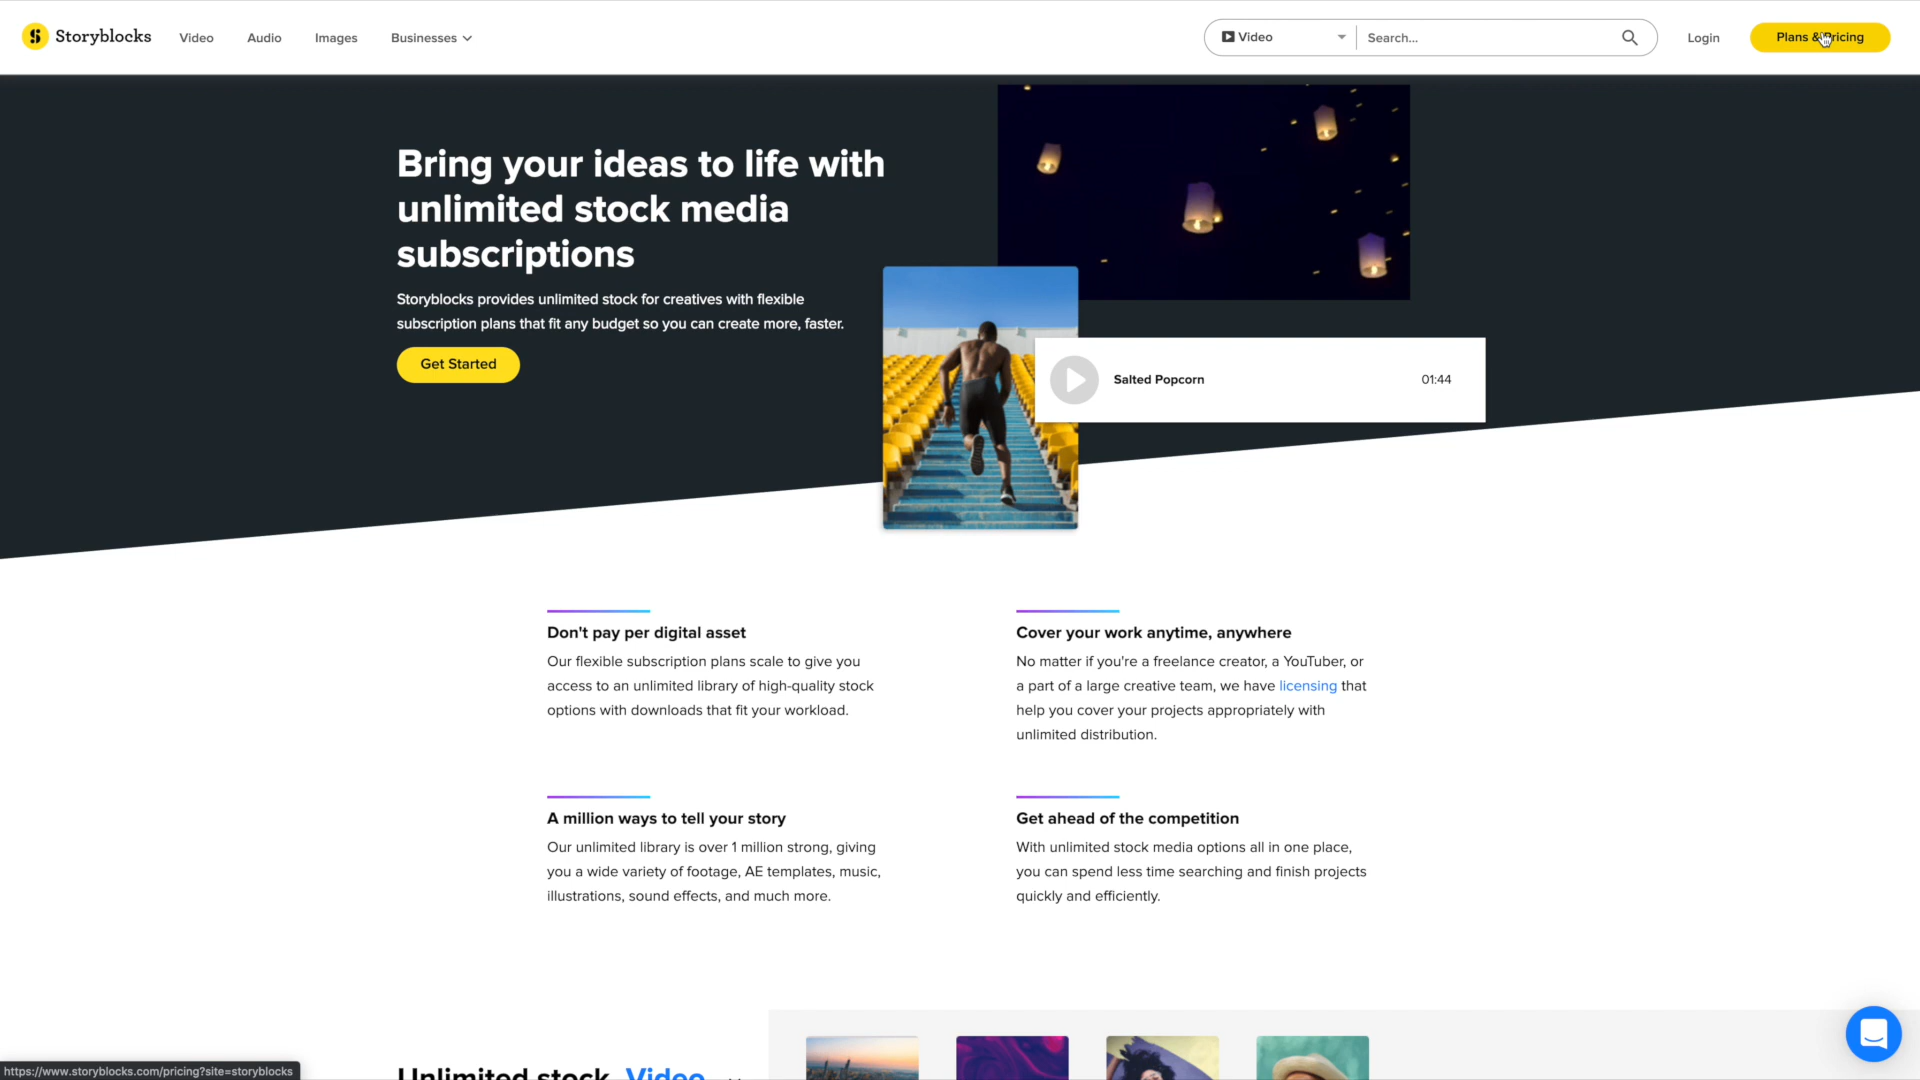 Storyblocks
Video
Audio
Images
Businesses
Video
Search...
Login
Plans & Pricing
Bring your ideas to life with
unlimited stock media
subscriptions
Storyblocks provides unlimited stock for creatives with flexible
subscription plans that fit any budget so you can create more, faster.
Get Started
Salted Popcorn
01:44
Don't pay per digital asset
Our flexible subscription plans scale to give you
access to an unlimited library of high-quality stock
options with downloads that fit your workload.
Cover your work anytime, anywhere
No matter if you're a freelance creator, a YouTuber, or
a part of a large creative team, we have licensing that
help you cover your projects appropriately with
unlimited distribution.
A million ways to tell your story
Our unlimited library is over 1 million strong, giving
you a wide variety of footage, AE templates, music,
illustrations, sound effects, and much more.
Get ahead of the competition
With unlimited stock media options all in one place,
you can spend less time searching and finish projects
quickly and efficiently.
Unlimited stock Video
https://www.storyblocks.com/pricing?site=storyblocks